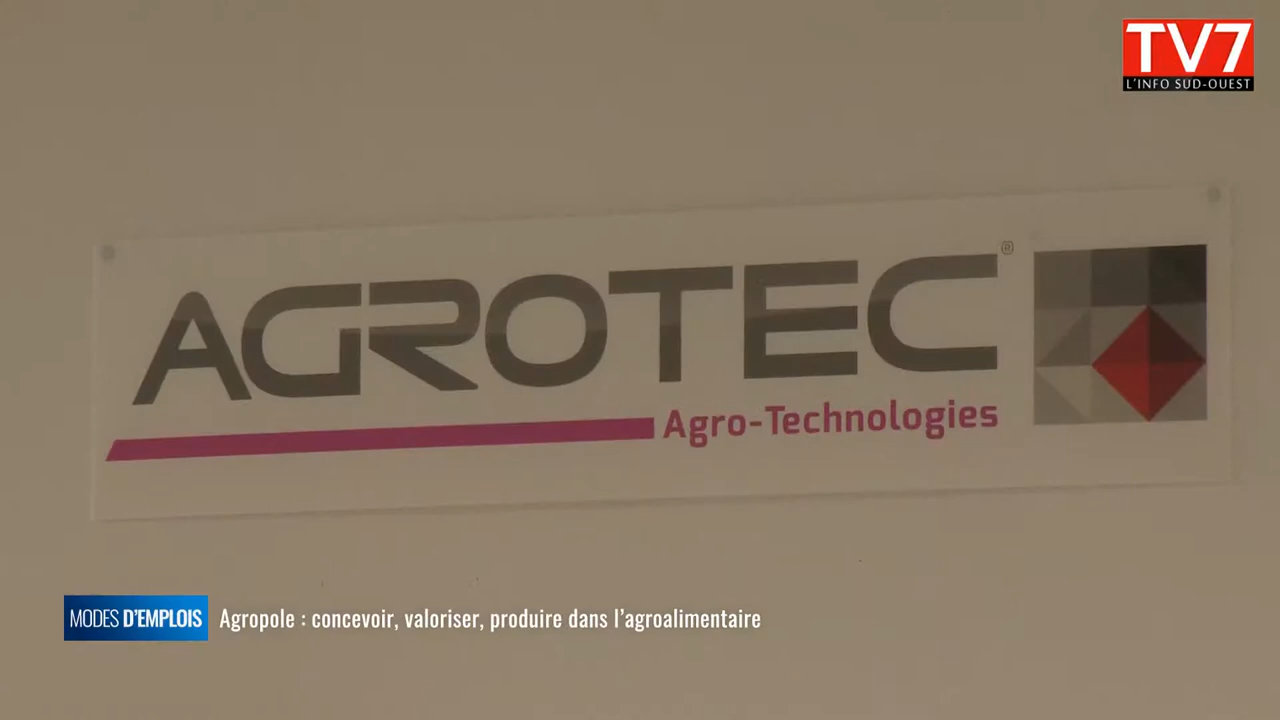 TV7
L'INFO SUD-OUEST
AGROTEC ®
Agro-Technologies
MODES D'EMPLOIS Agropole : concevoir, valoriser, produire dans l'agroalimentaire